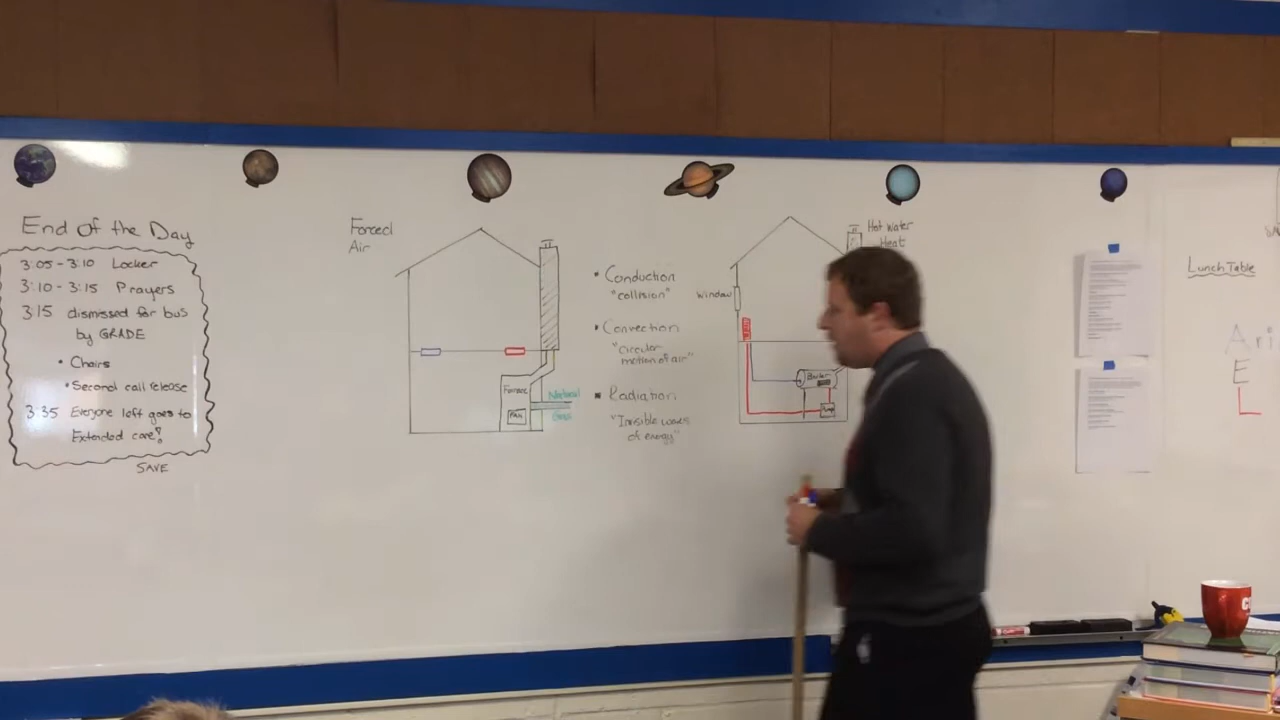 End of the Day
3:05-3:10 Locker
3:10-3:15 Prayers
3:15 dismissed for bus
by GRADE
• Chairs
• Second call release
3:35 Everyone left goes to
Extended care!
SAVE
Forced
Air
Furnace
Fan
Natural
Gas
• Conduction
"collision"
• Convection
"Circular
motion of air"
• Radiation
"Invisible waves
of energy"
Hot Water
Heat
Window
Boiler
Pump
Lunch Table
Ari
E
L